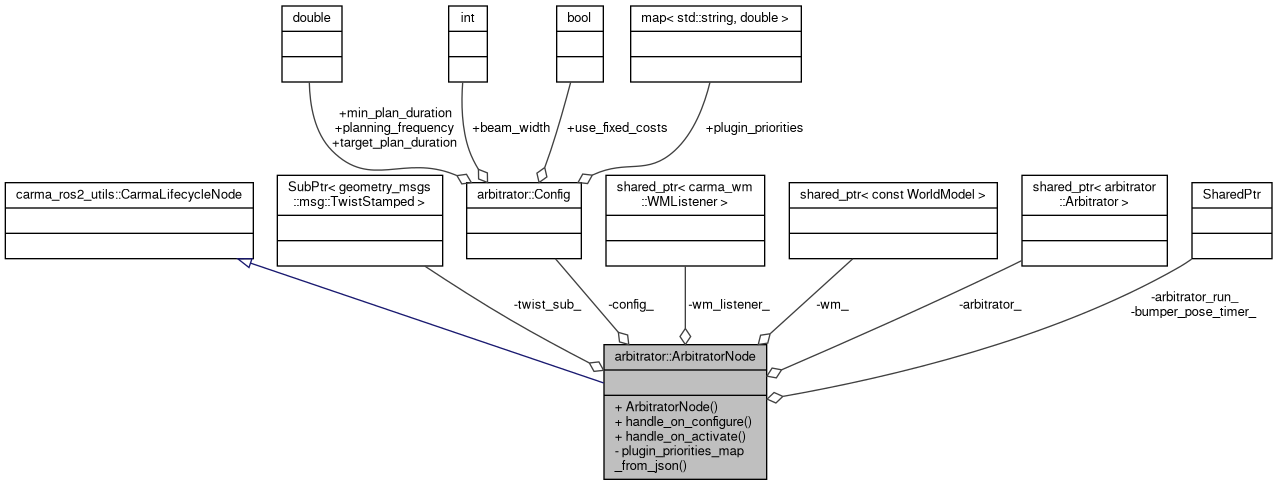 double
int
bool
map< std::string, double >
+min_plan_duration
+planning_frequency
+target_plan_duration
+beam_width
+use_fixed_costs
+plugin_priorities
carma_ros2_utils::CarmaLifecycleNode
SubPtr< geometry_msgs
::msg::TwistStamped >
arbitrator::Config
shared_ptr< carma_wm
::WMListener >
shared_ptr< const WorldModel >
shared_ptr< arbitrator
::Arbitrator >
SharedPtr
-twist_sub_
-config_
-wm_listener_
-wm_
-arbitrator_
-arbitrator_run_
-bumper_pose_timer_
arbitrator::ArbitratorNode
+ ArbitratorNode()
+ handle_on_configure()
+ handle_on_activate()
- plugin_priorities_map
_from_json()